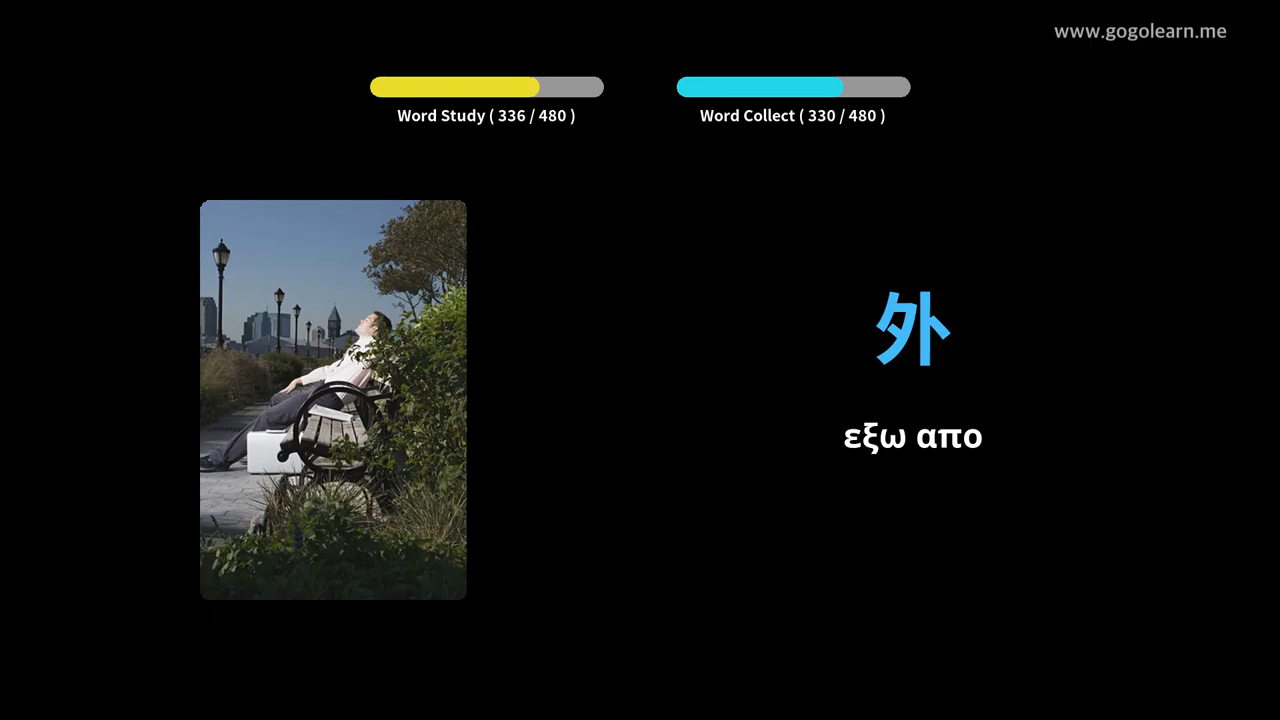 www.gogolearn.me
Word Study ( 336 / 480 )
Word Collect ( 330 / 480 )
外
εξω απο